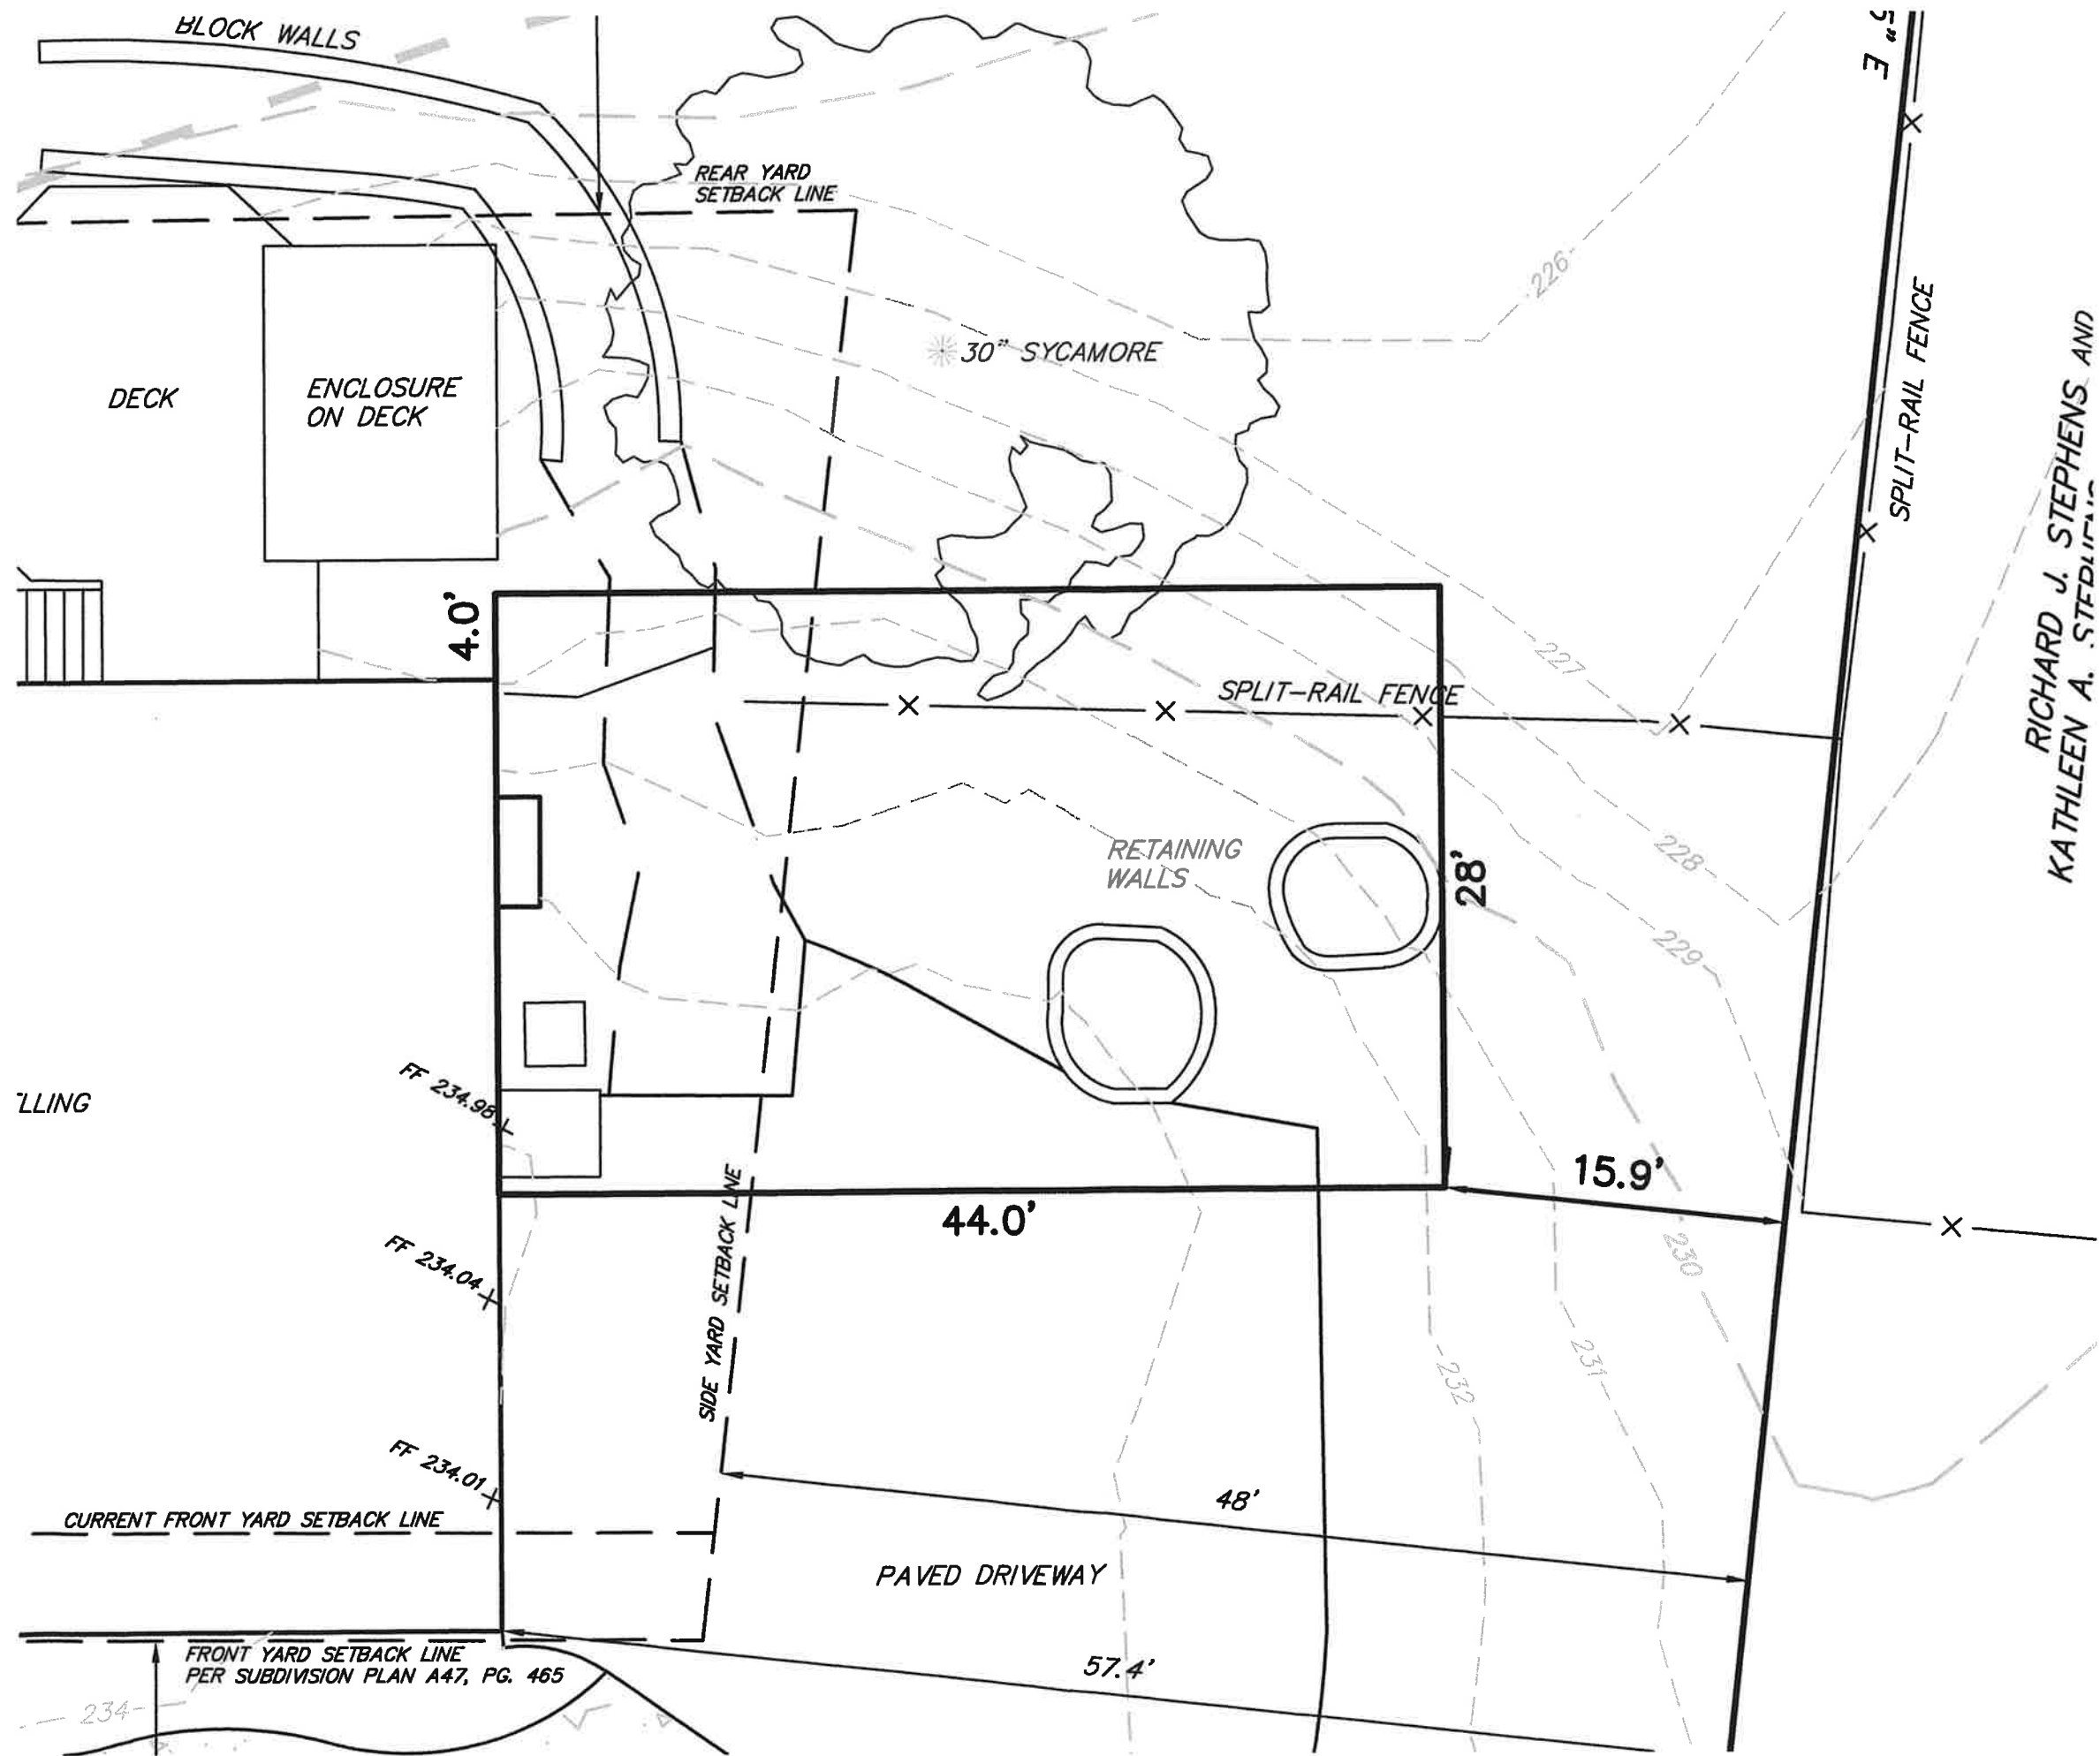 BLOCK WALLS
5" E
REAR YARD
SETBACK LINE
226
30" SYCAMORE
SPLIT-RAIL FENCE
DECK
ENCLOSURE
ON DECK
RICHARD J. STEPHENS AND
KATHLEEN A.
4.0'
227
SPLIT-RAIL FENCE
RETAINING
WALLS
228
28'
229
FF 234.98
LLING
15.9'
44.0'
230
FF 234.04
SIDE YARD SETBACK LINE
231
232
FF 234.01
48'
CURRENT FRONT YARD SETBACK LINE
PAVED DRIVEWAY
FRONT YARD SETBACK LINE
PER SUBDIVISION PLAN A47, PG. 465
57.4'
234